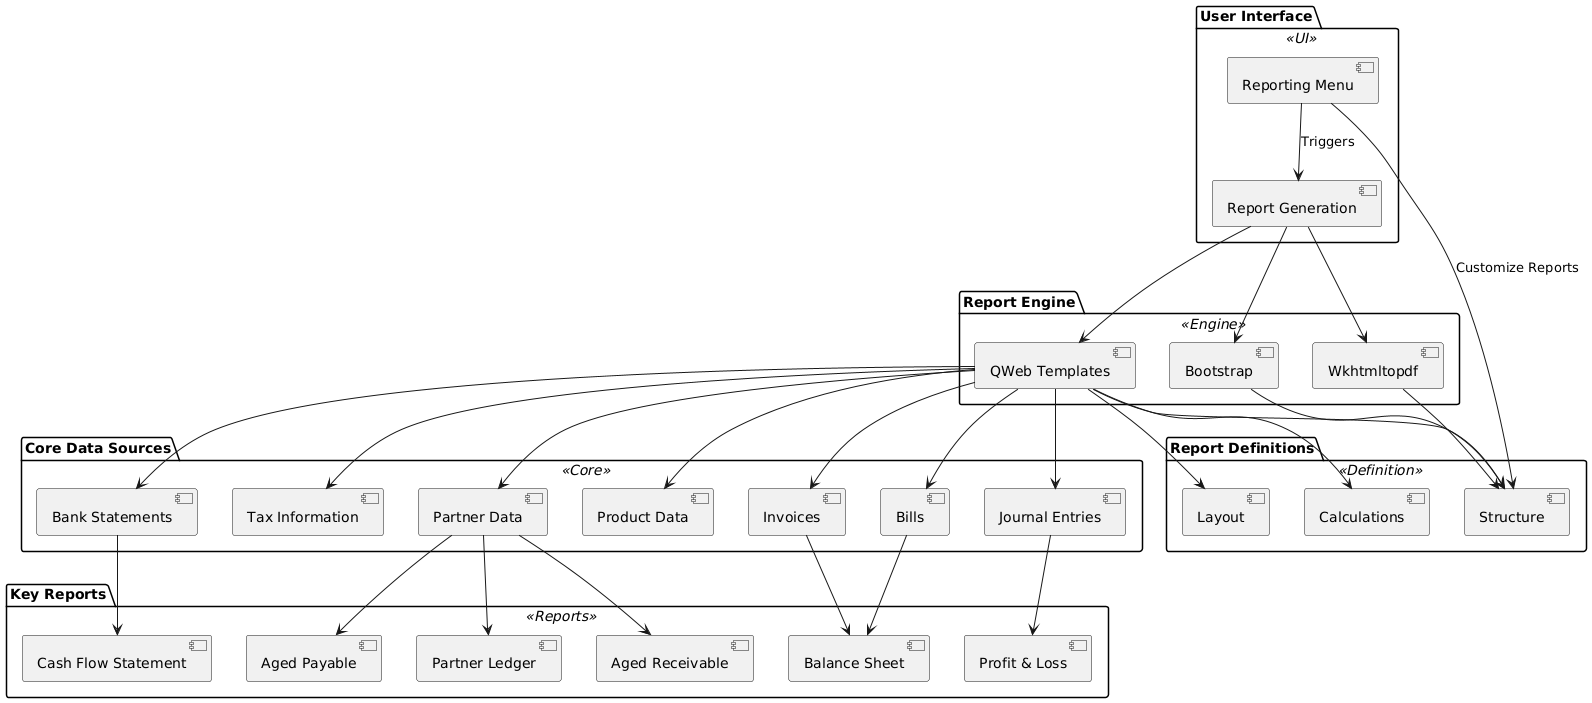 User Interface
«UI»
Reporting Menu
Triggers
Report Generation
Customize Reports
Report Engine
«Engine»
QWeb Templates
Bootstrap
Wkhtmltopdf
Core Data Sources
«Core»
Bank Statements
Tax Information
Partner Data
Product Data
Invoices
Bills
Journal Entries
Report Definitions
«Definition»
Layout
Calculations
Structure
Key Reports
«Reports»
Cash Flow Statement
Aged Payable
Partner Ledger
Aged Receivable
Balance Sheet
Profit & Loss